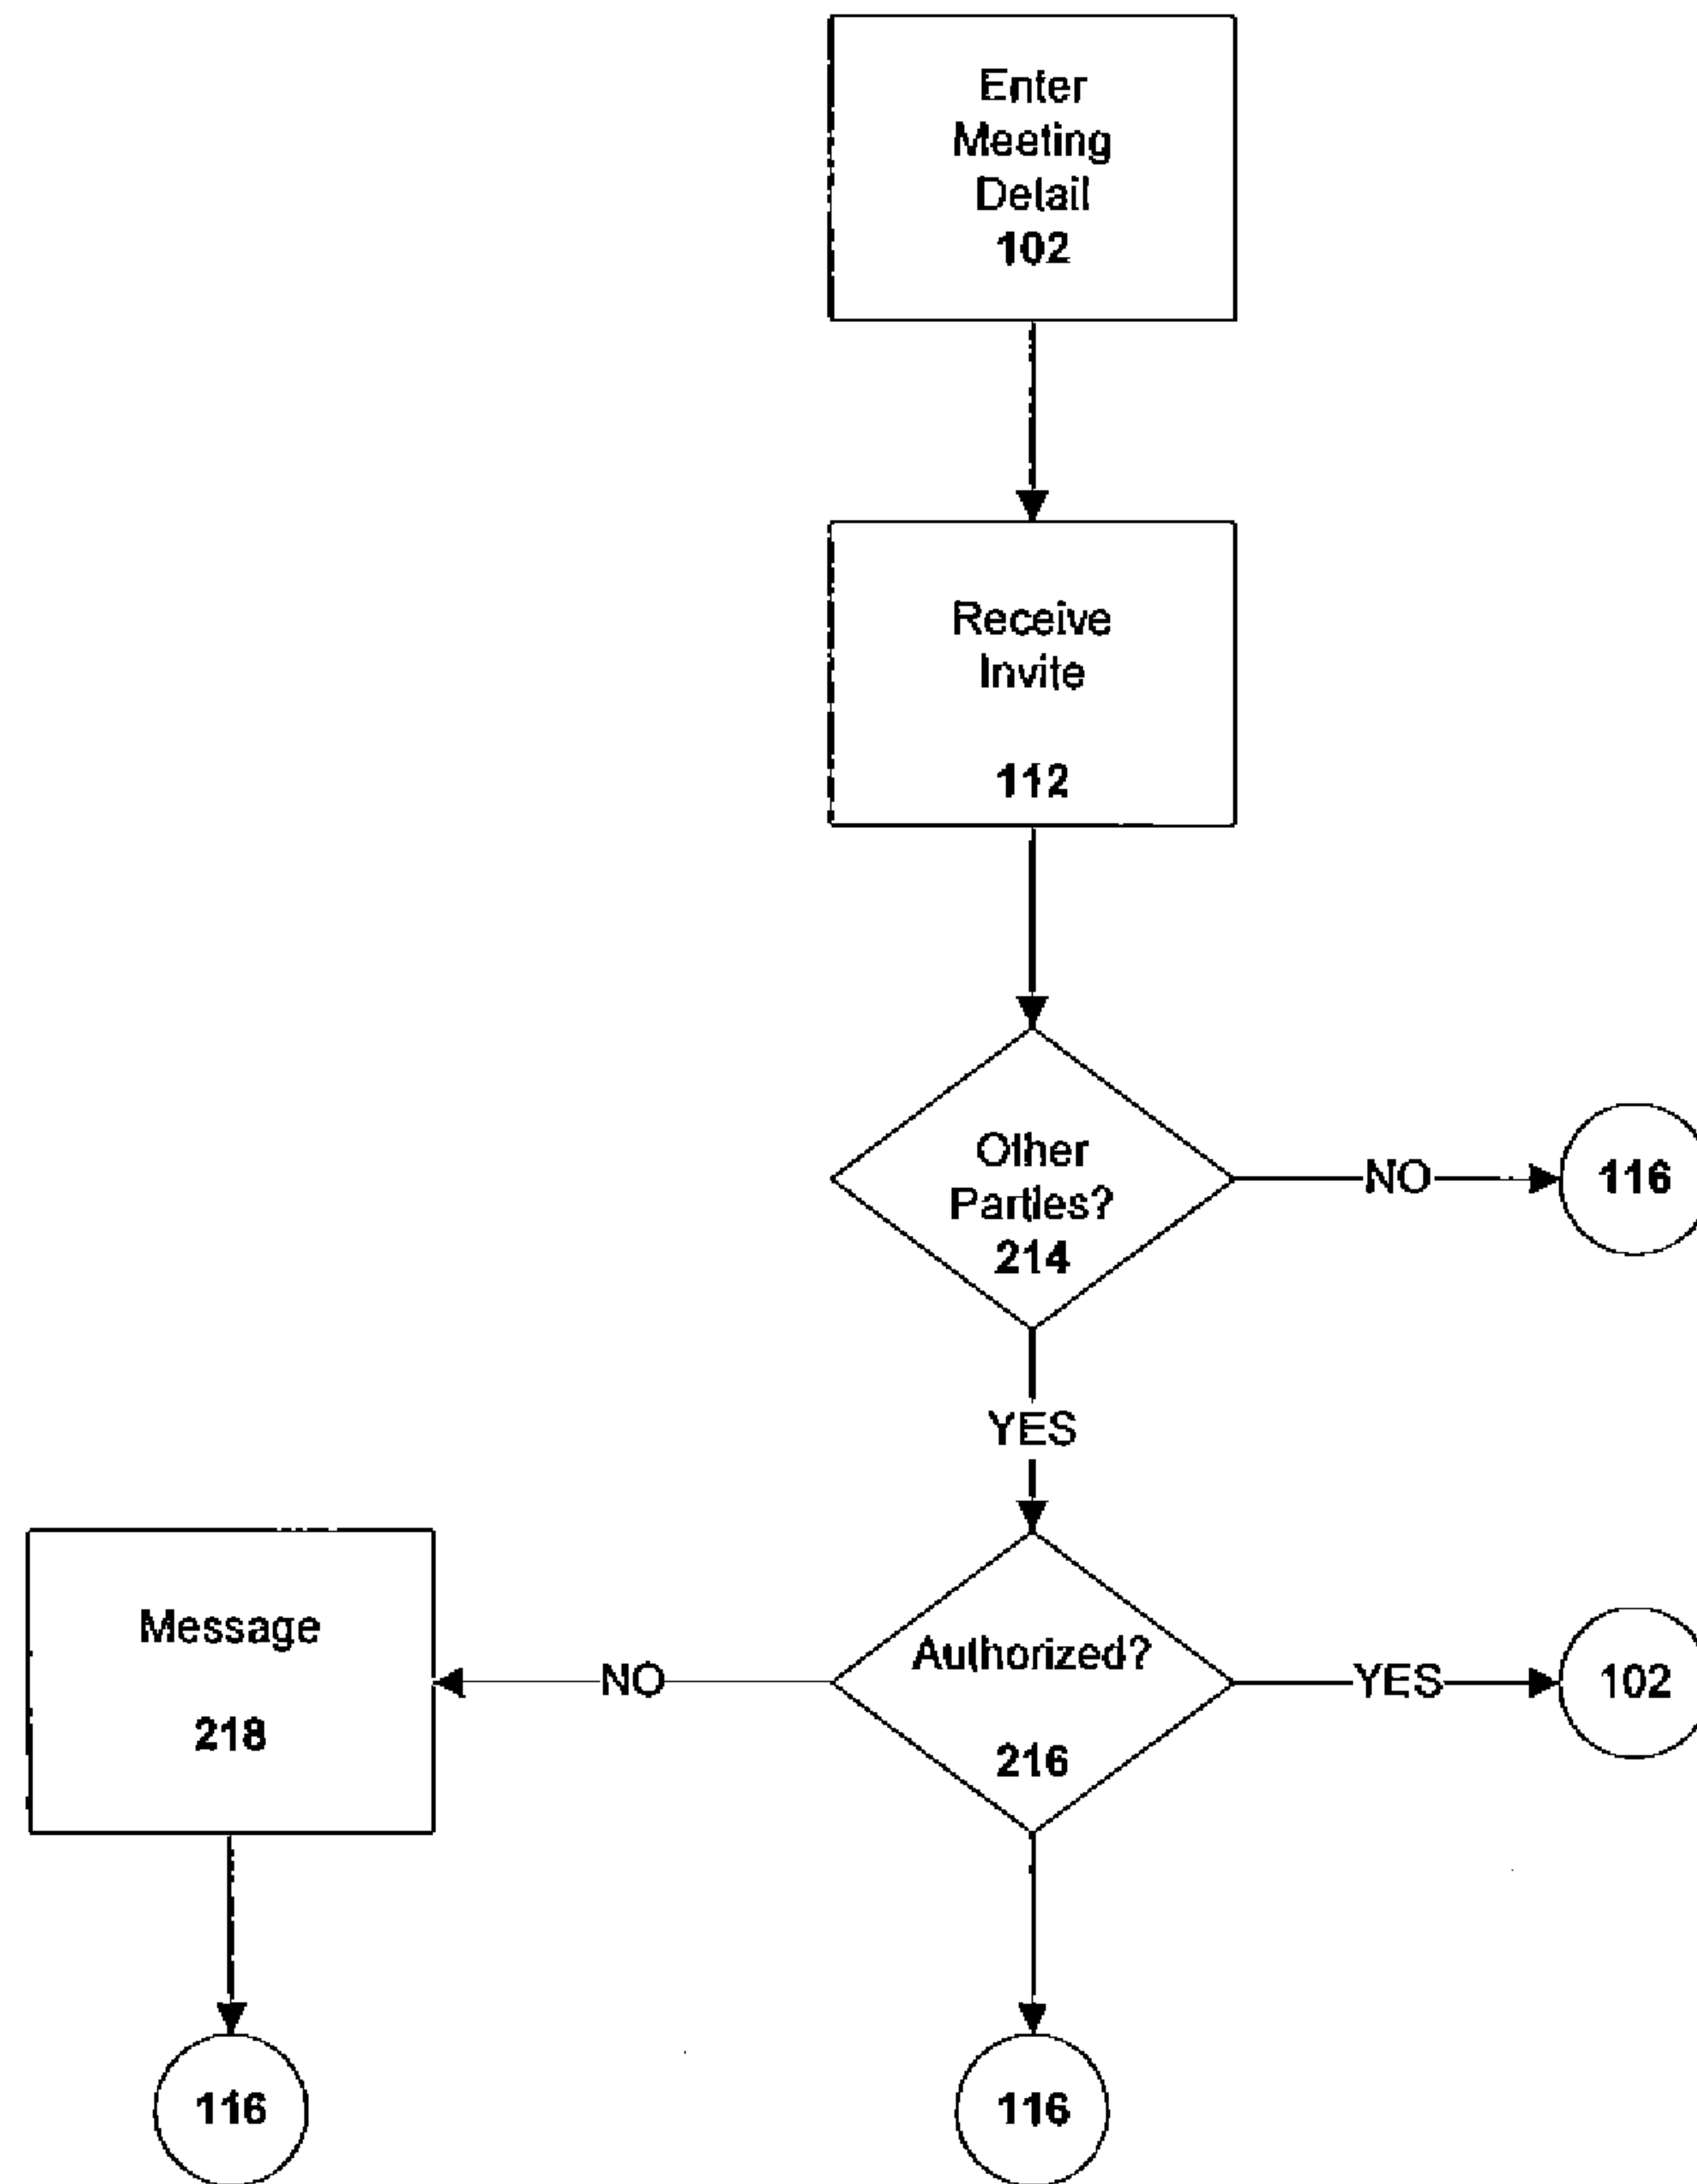 Enter
Meeting
Detail
102
Receive
Invite
112
Other
Parties?
214
NO
116
YES
Message
218
NO
Authorized?
216
YES
102
116
116